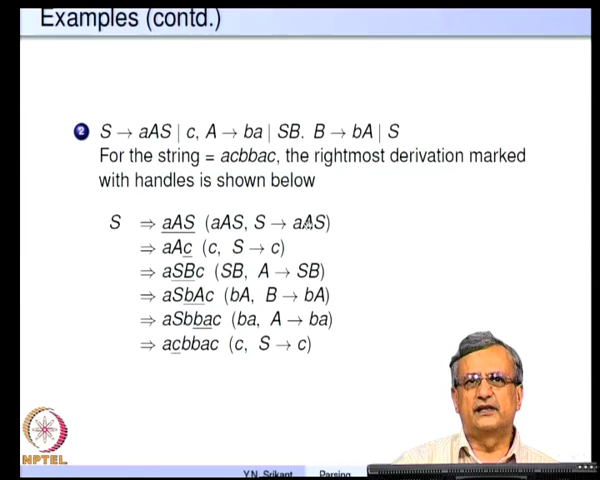 Examples (contd.)
2 S → aAS | c, A → ba | SB, B → bA | S
For the string = acbbac, the rightmost derivation marked
with handles is shown below
S ⇒ aAS (aAS, S → aAS)
⇒ aAc (c, S → c)
⇒ aSBc (SB, A → SB)
⇒ aSbAc (bA, B → bA)
⇒ aSbbac (ba, A → ba)
⇒ acbbac (c, S → c)
NPTEL
Y.N. Srikant Parsing